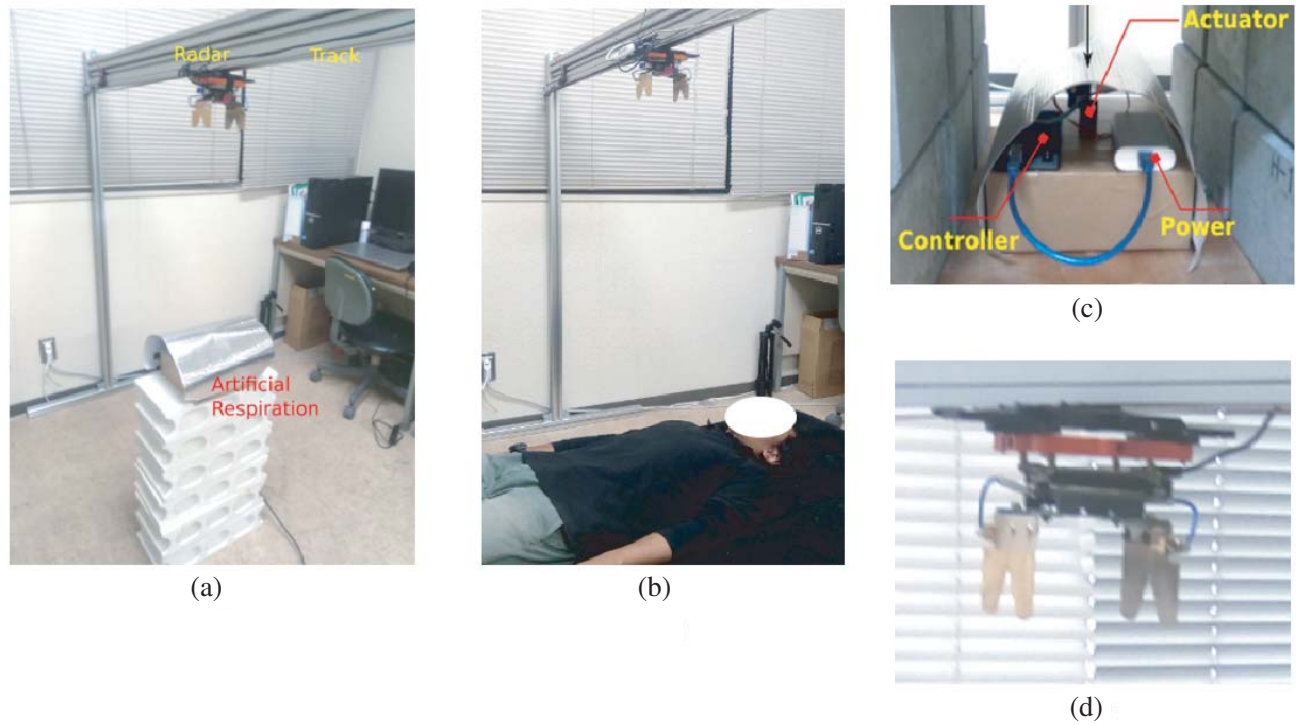 Radar
Track
Artificial
Respiration
(a)
(b)
Actuator
Controller
Power
(c)
(d)